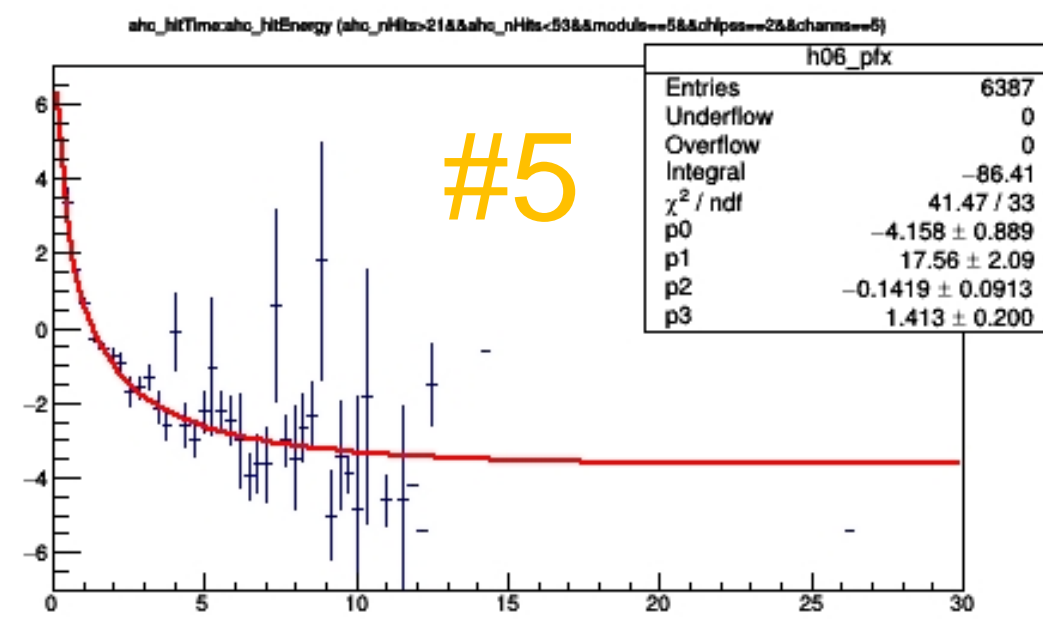 ahc_hitTime:ahc_hitEnergy (ahc_nHits>21&&ahc_nHits<53&&moduls==5&&chipss==2&&channs==5)
h06_pfx
Entries 6387
Underflow 0
Overflow 0
Integral −86.41
χ² / ndf 41.47 / 33
p0 −4.158 ± 0.889
p1 17.56 ± 2.09
p2 −0.1419 ± 0.0913
p3 1.413 ± 0.200
#5
6
4
2
0
−2
−4
−6
0 5 10 15 20 25 30